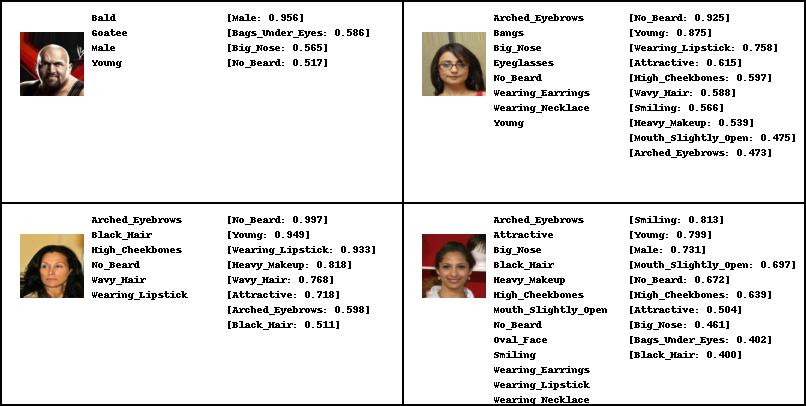 Bald [Male: 0.956]
Goatee [Bags_Under_Eyes: 0.586]
Male [Big_Nose: 0.565]
Young [No_Beard: 0.517]
Arched_Eyebrows [No_Beard: 0.925]
Bangs [Young: 0.875]
Big_Nose [Wearing_Lipstick: 0.758]
Eyeglasses [Attractive: 0.615]
No_Beard [High_Cheekbones: 0.597]
Wearing_Earrings [Wavy_Hair: 0.588]
Wearing_Necklace [Smiling: 0.566]
Young [Heavy_Makeup: 0.539]
[Mouth_Slightly_Open: 0.475]
[Arched_Eyebrows: 0.473]
Arched_Eyebrows [No_Beard: 0.997]
Black_Hair [Young: 0.949]
High_Cheekbones [Wearing_Lipstick: 0.933]
No_Beard [Heavy_Makeup: 0.818]
Wavy_Hair [Wavy_Hair: 0.768]
Wearing_Lipstick [Attractive: 0.718]
[Arched_Eyebrows: 0.598]
[Black_Hair: 0.511]
Arched_Eyebrows [Smiling: 0.813]
Attractive [Young: 0.799]
Big_Nose [Male: 0.731]
Black_Hair [Mouth_Slightly_Open: 0.697]
Heavy_Makeup [No_Beard: 0.672]
High_Cheekbones [High_Cheekbones: 0.639]
Mouth_Slightly_Open [Attractive: 0.504]
No_Beard [Big_Nose: 0.461]
Oval_Face [Bags_Under_Eyes: 0.402]
Smiling [Black_Hair: 0.400]
Wearing_Earrings
Wearing_Lipstick
Wearing_Necklace